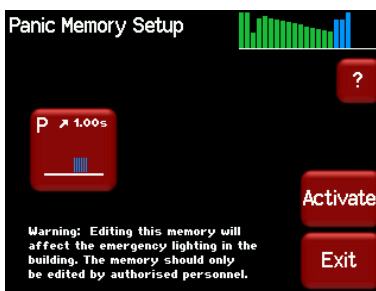 Panic Memory Setup
?
P ↗ 1.00s
Activate
Warning: Editing this memory will
affect the emergency lighting in the
building. The memory should only
be edited by authorised personnel.
Exit